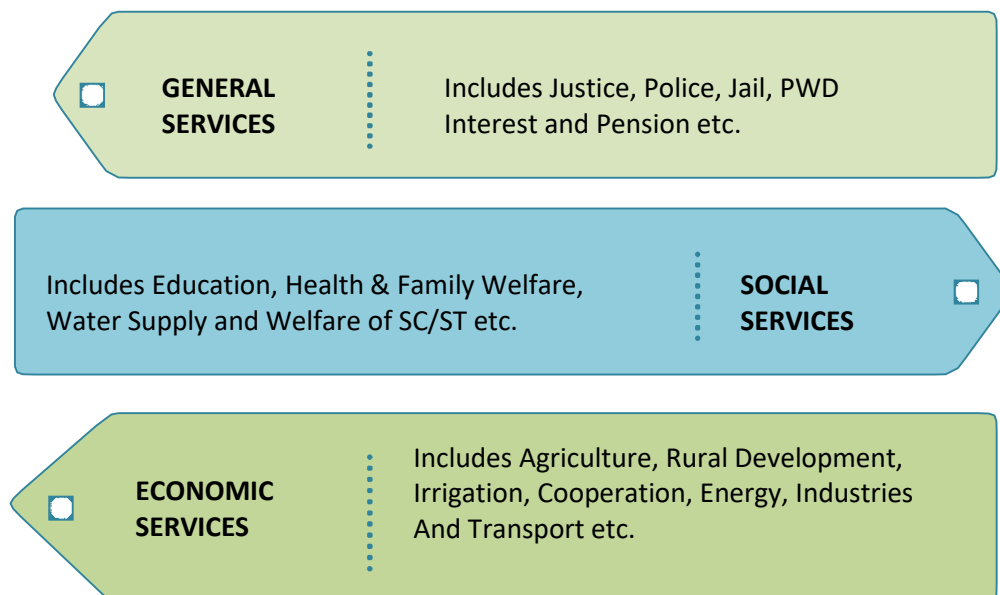 GENERAL
SERVICES
Includes Justice, Police, Jail, PWD
Interest and Pension etc.
Includes Education, Health & Family Welfare,
Water Supply and Welfare of SC/ST etc.
SOCIAL
SERVICES
ECONOMIC
SERVICES
Includes Agriculture, Rural Development,
Irrigation, Cooperation, Energy, Industries
And Transport etc.